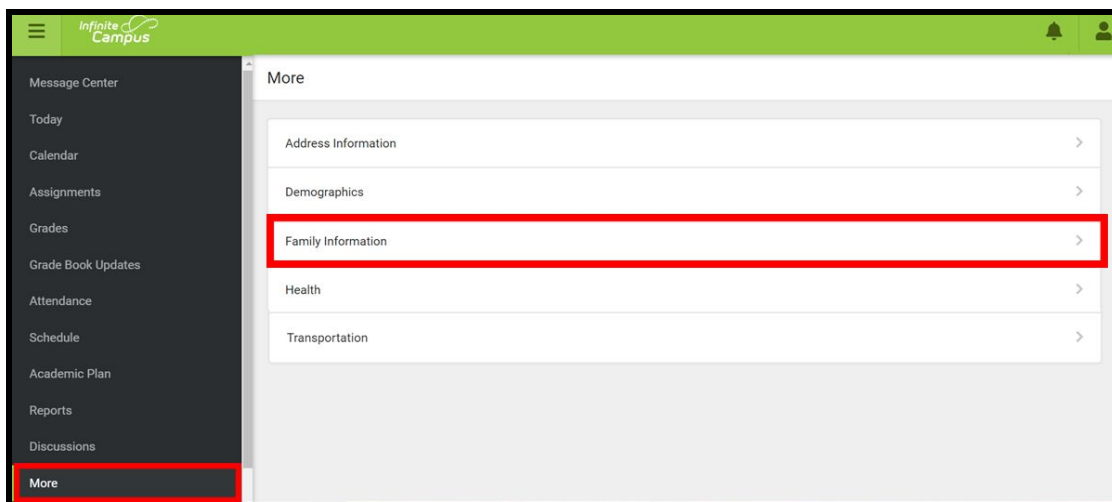 Infinite
Campus
Message Center
Today
Calendar
Assignments
Grades
Grade Book Updates
Attendance
Schedule
Academic Plan
Reports
Discussions
More
More
Address Information
Demographics
Family Information
Health
Transportation